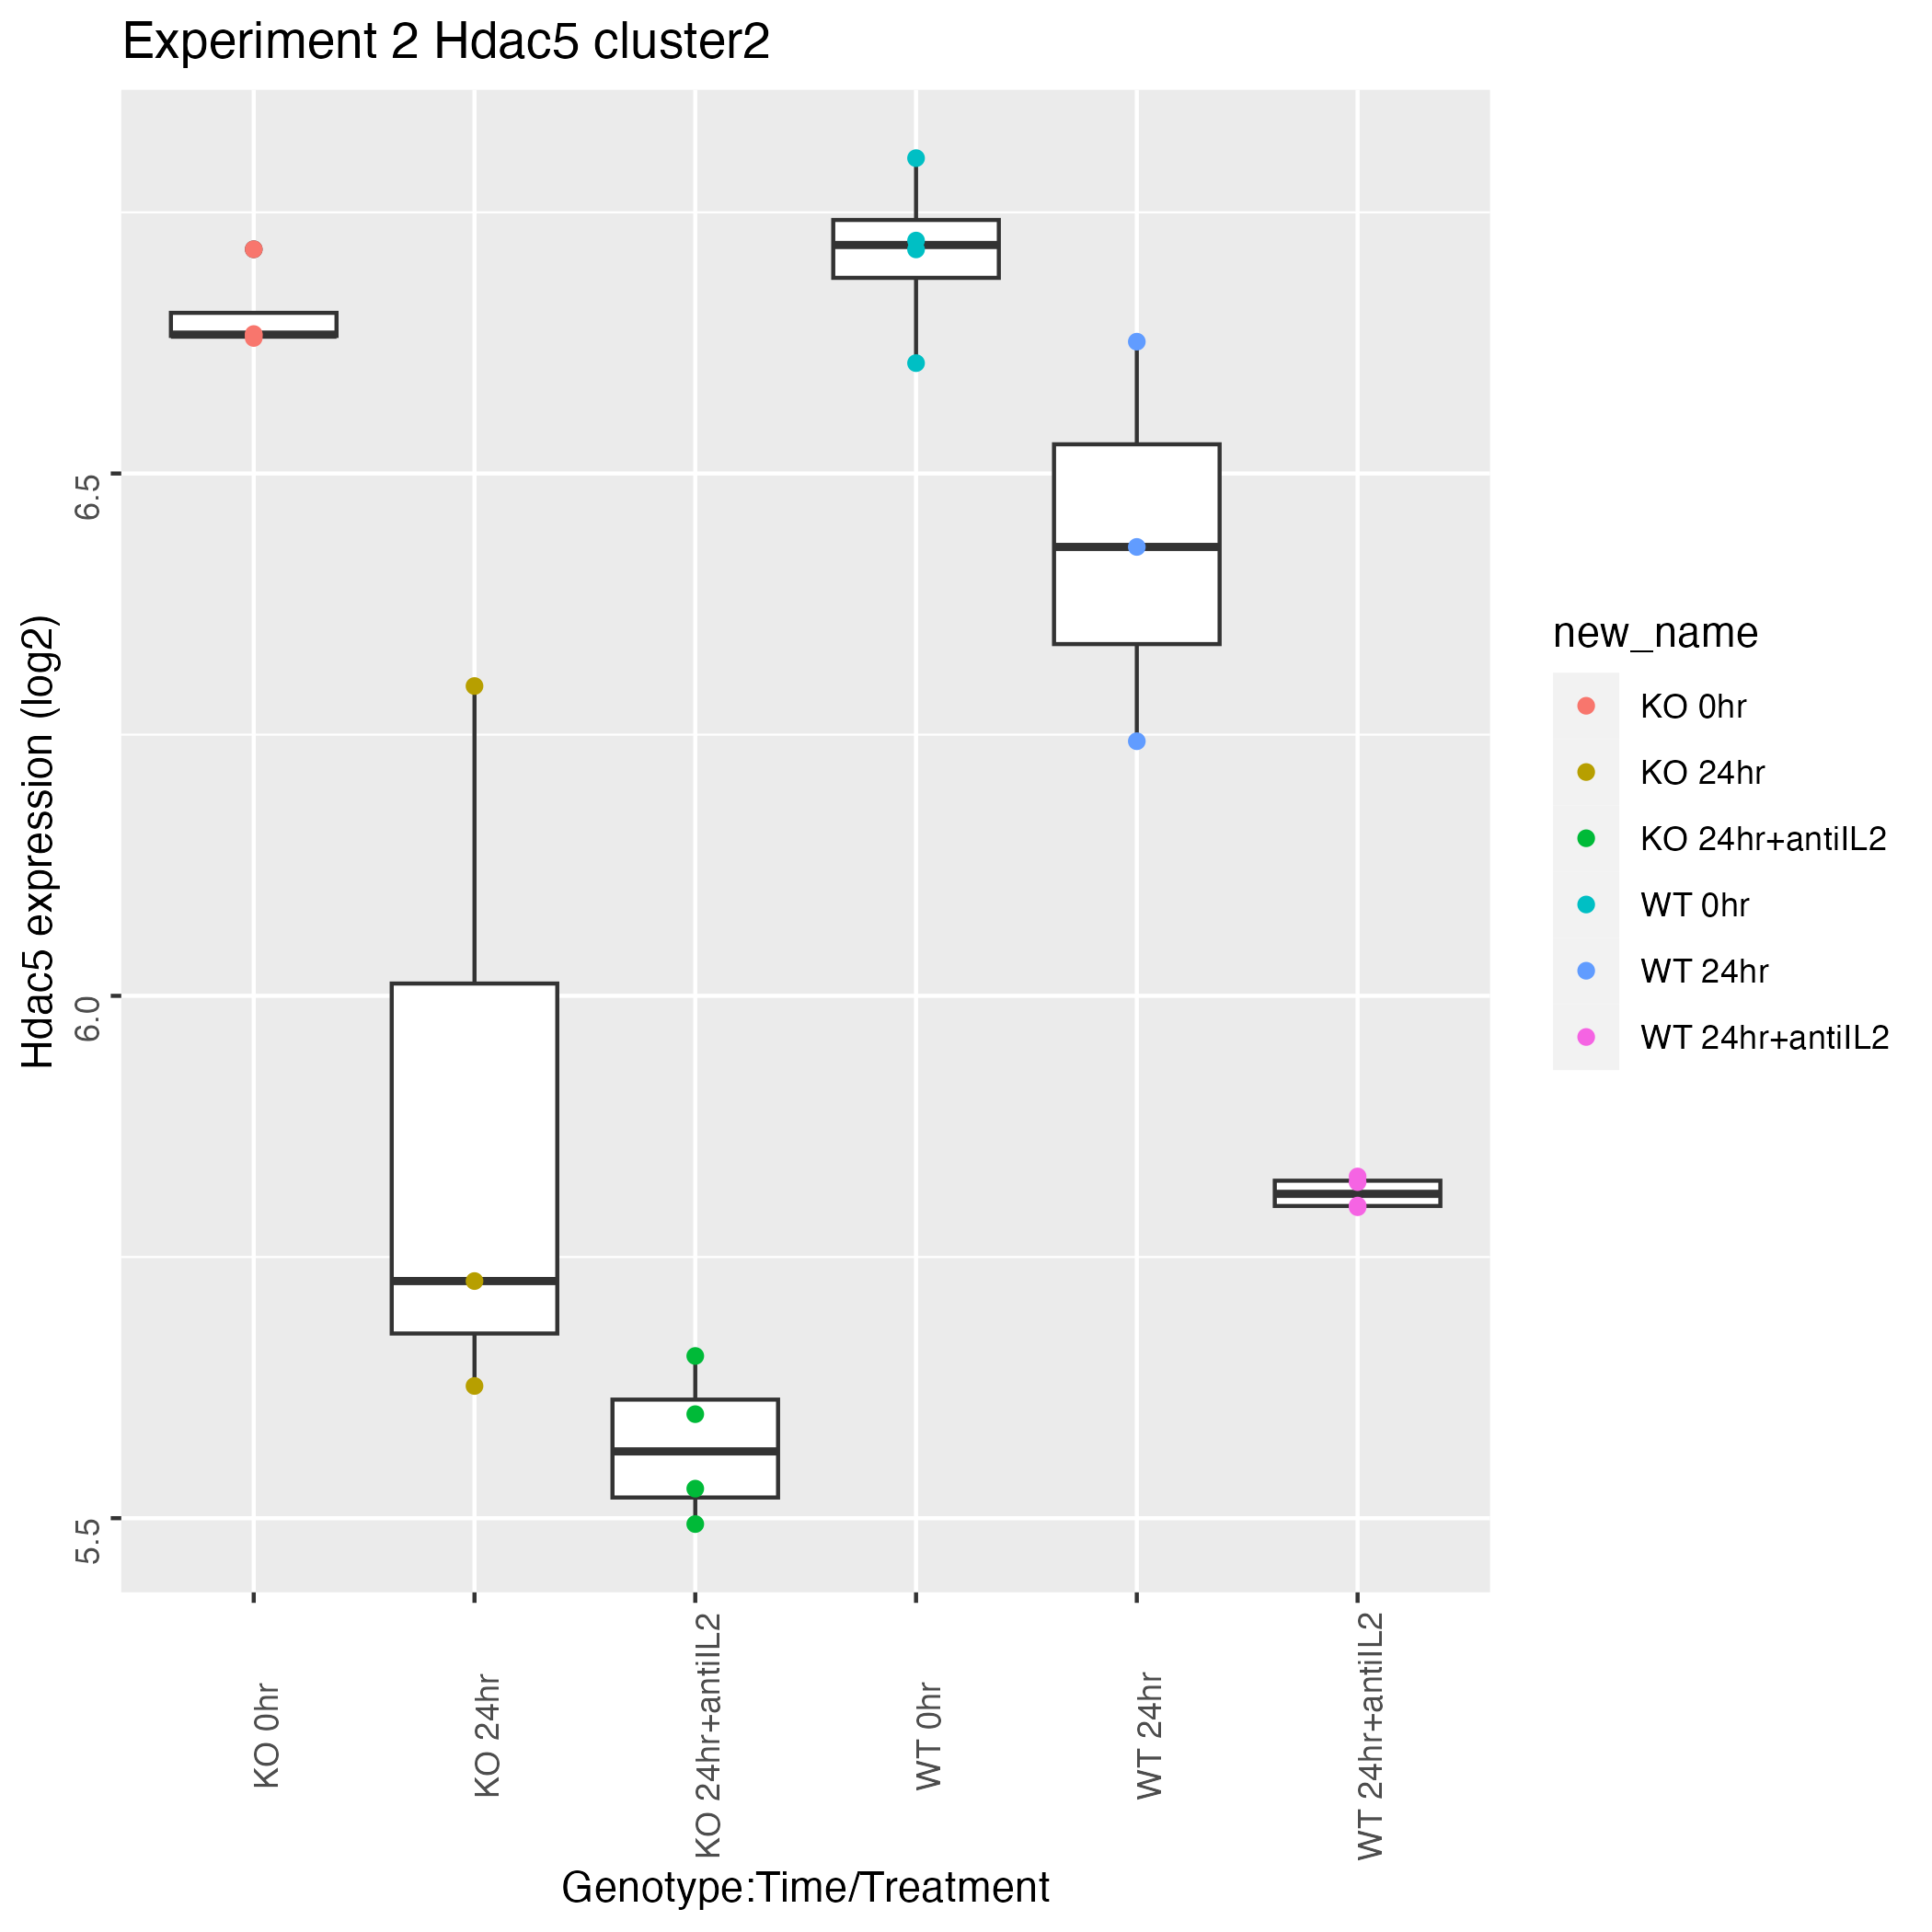 Experiment 2 Hdac5 cluster2
Hdac5 expression (log2)
6.5
6.0
5.5
KO 0hr
KO 24hr
KO 24hr+antiIL2
WT 0hr
WT 24hr
WT 24hr+antiIL2
Genotype:Time/Treatment
new_name
KO 0hr
KO 24hr
KO 24hr+antiIL2
WT 0hr
WT 24hr
WT 24hr+antiIL2